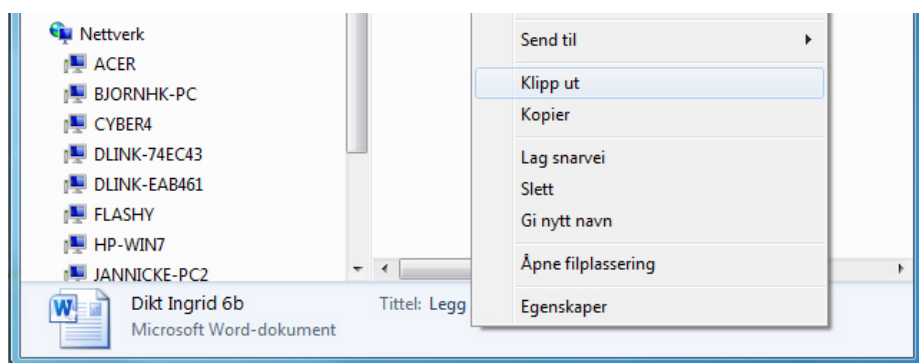 Nettverk
ACER
BJORNHK-PC
CYBER4
DLINK-74EC43
DLINK-EAB461
FLASHY
HP-WIN7
JANNICKE-PC2
Send til
Klipp ut
Kopier
Lag snarvei
Slett
Gi nytt navn
Åpne filplassering
Egenskaper
Dikt Ingrid 6b
Tittel: Legg
Microsoft Word-dokument